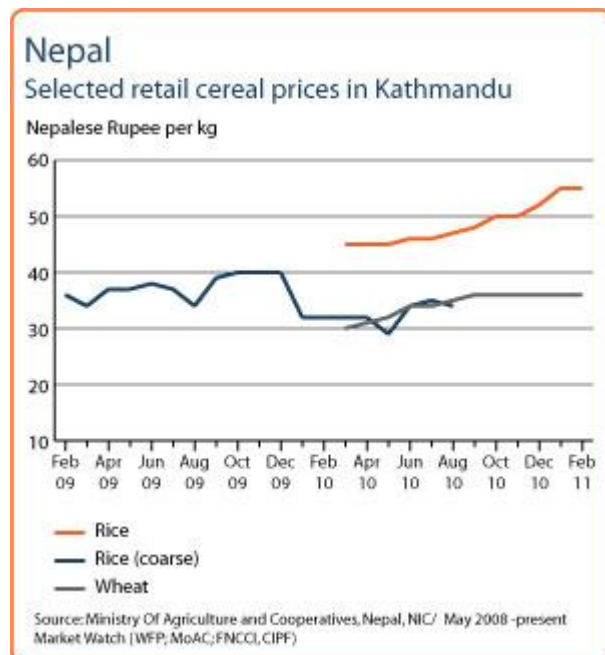 Nepal
Selected retail cereal prices in Kathmandu
Nepalese Rupee per kg
60
50
40
30
20
10
Feb Apr Jun Aug Oct Dec Feb Apr Jun Aug Oct Dec Feb
09 09 09 09 09 09 10 10 10 10 10 10 11
Rice
Rice (coarse)
Wheat
Source: Ministry Of Agriculture and Cooperatives, Nepal, NIC/ May 2008 -present
Market Watch (WFP; MoAC; FNCCI, CIPF)